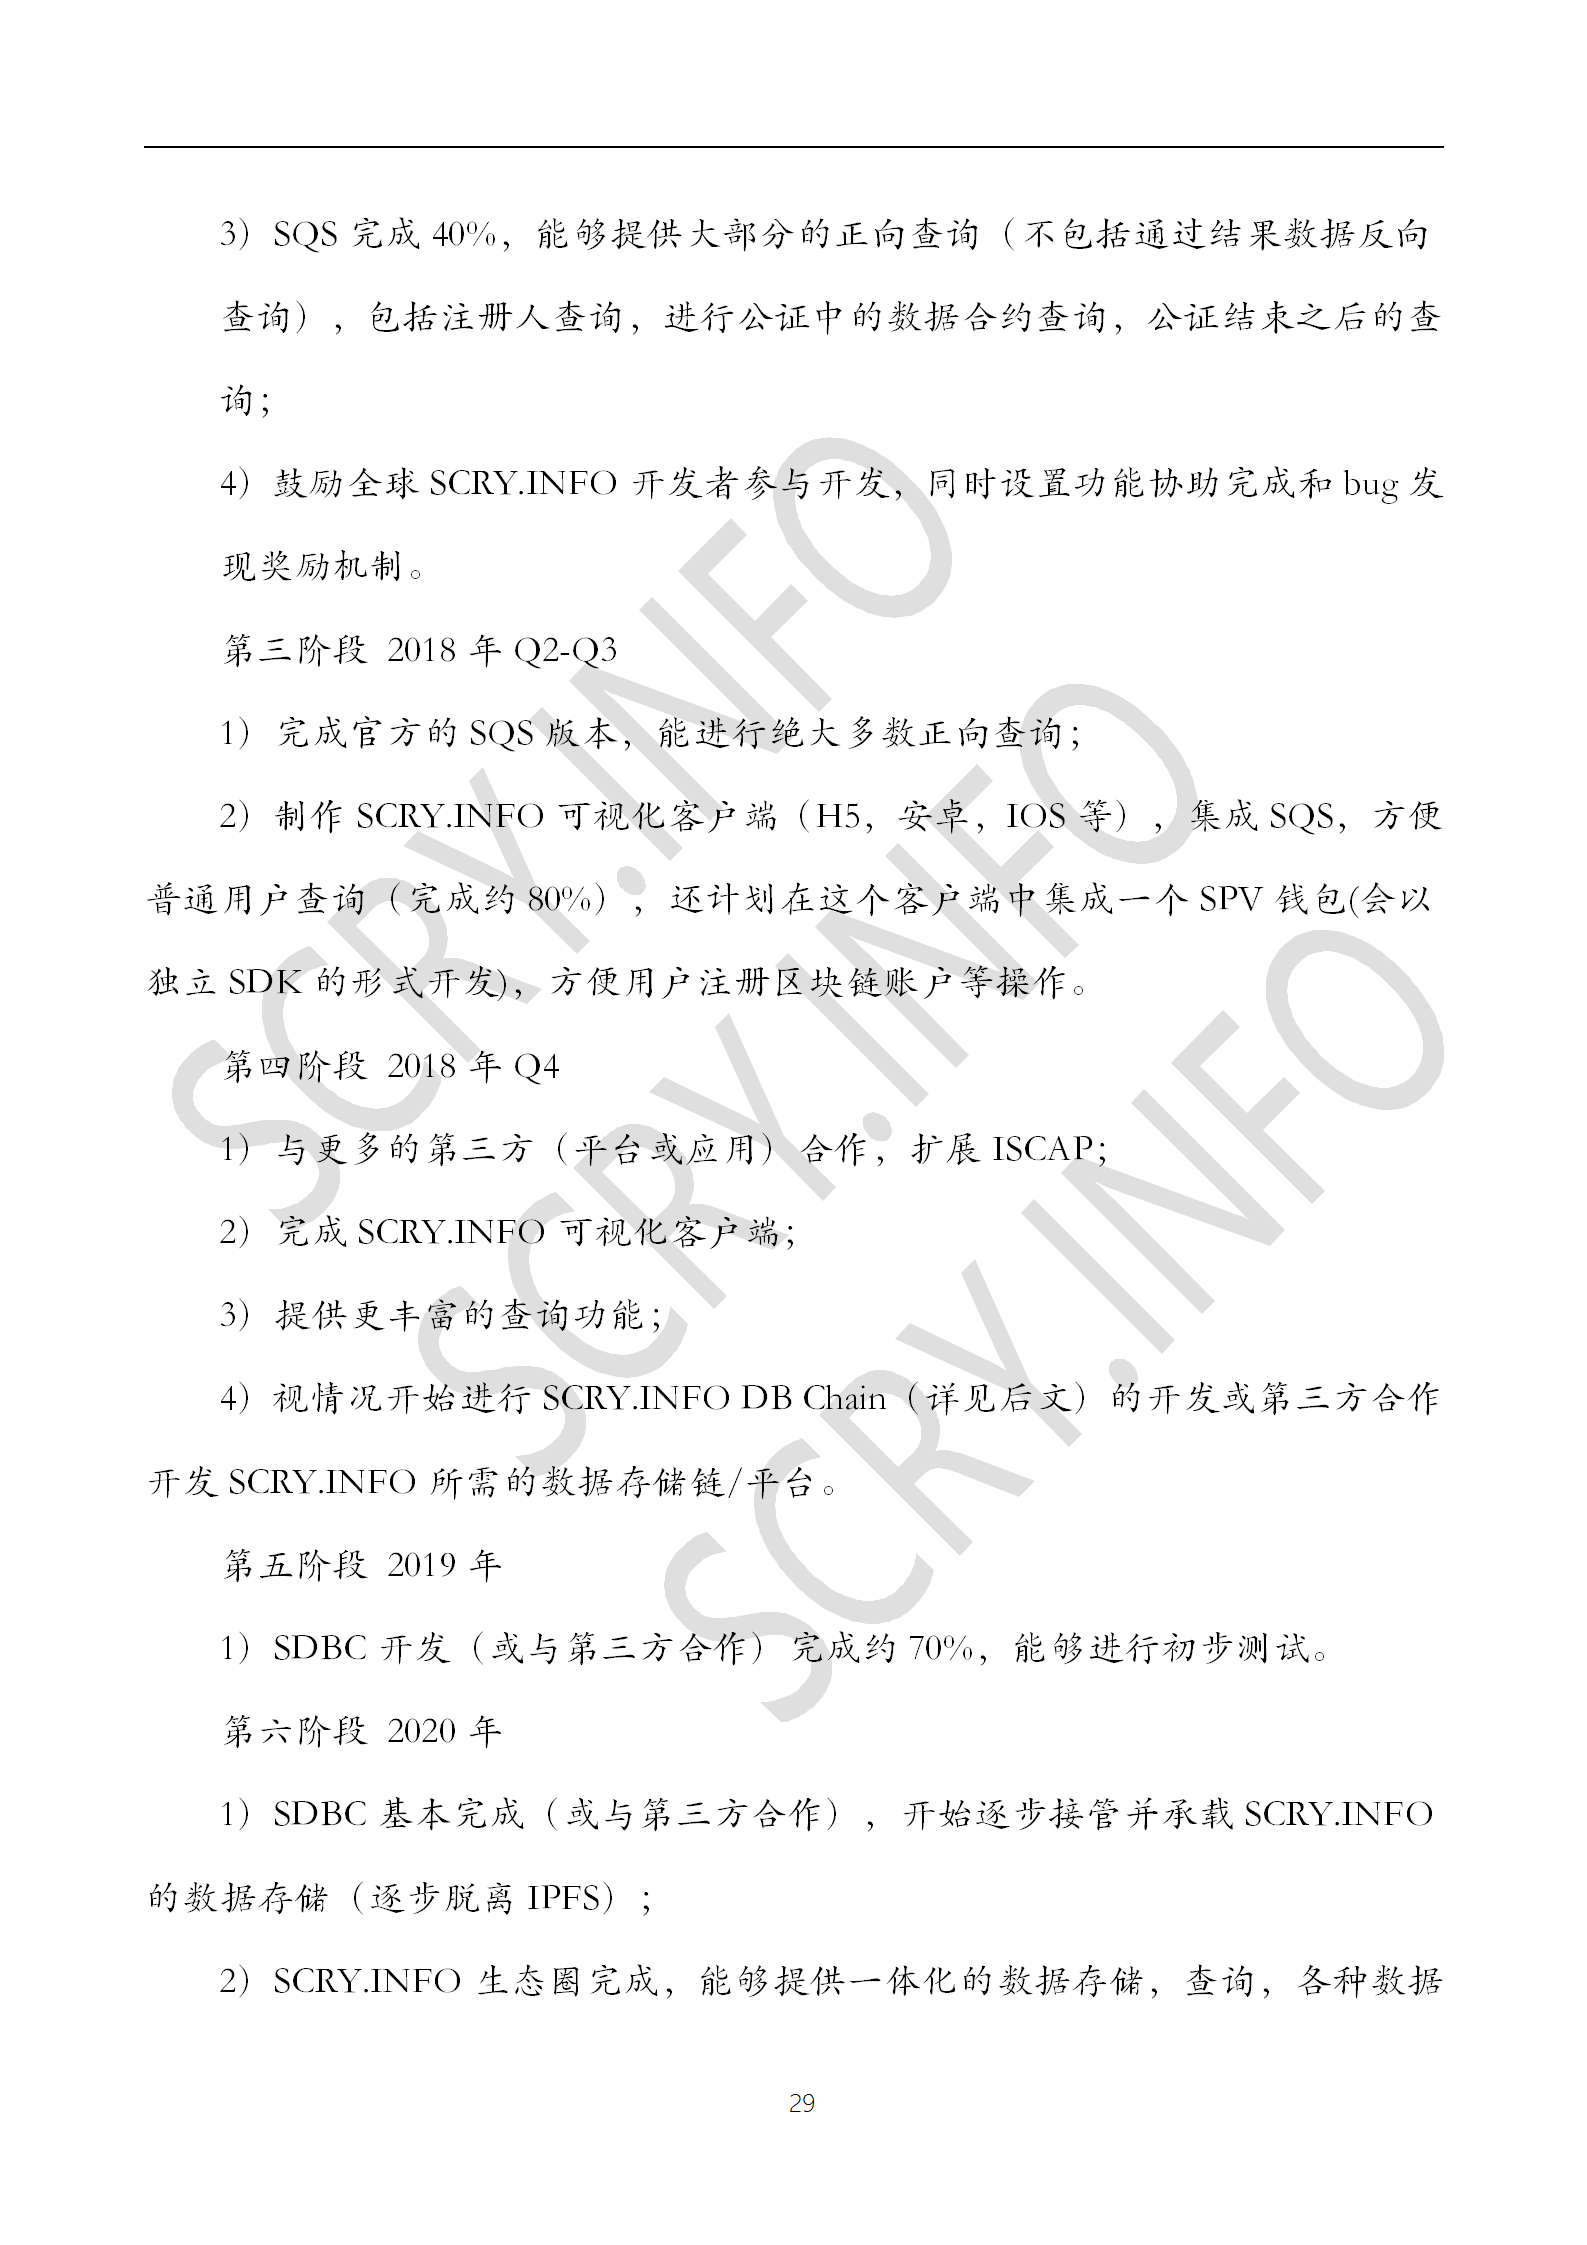 3）SQS 完成 40%，能够提供大部分的正向查询（不包括通过结果数据反向
查询），包括注册人查询，进行公证中的数据合约查询，公证结束之后的查
询；
4）鼓励全球 SCRY.INFO 开发者参与开发，同时设置功能协助完成和 bug 发
现奖励机制。
第三阶段 2018 年 Q2-Q3
1）完成官方的 SQS 版本，能进行绝大多数正向查询；
2）制作 SCRY.INFO 可视化客户端（H5，安卓，IOS 等），集成 SQS，方便
普通用户查询（完成约 80%），还计划在这个客户端中集成一个 SPV 钱包(会以
独立 SDK 的形式开发)，方便用户注册区块链账户等操作。
第四阶段 2018 年 Q4
1）与更多的第三方（平台或应用）合作，扩展 ISCAP；
2）完成 SCRY.INFO 可视化客户端；
3）提供更丰富的查询功能；
4）视情况开始进行 SCRY.INFO DB Chain（详见后文）的开发或第三方合作
开发 SCRY.INFO 所需的数据存储链/平台。
第五阶段 2019 年
1）SDBC 开发（或与第三方合作）完成约 70%，能够进行初步测试。
第六阶段 2020 年
1）SDBC 基本完成（或与第三方合作），开始逐步接管并承载 SCRY.INFO
的数据存储（逐步脱离 IPFS）；
2）SCRY.INFO 生态圈完成，能够提供一体化的数据存储，查询，各种数据
29
SCRY.INFO
SCRY.INFO
SCRY.INFO